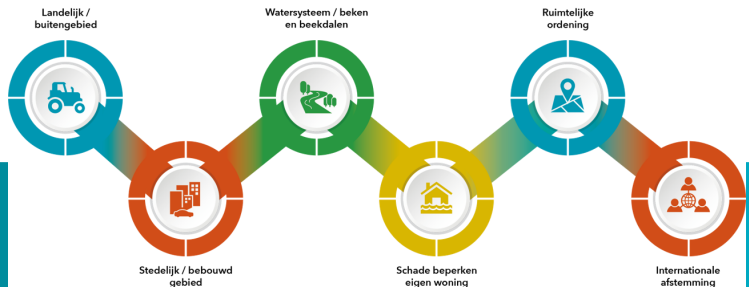 Landelijk /
buitengebied
Watersysteem / beken
en beekdalen
Ruimtelijke
ordening
Stedelijk / bebouwd
gebied
Schade beperken
eigen woning
Internationale
afstemming